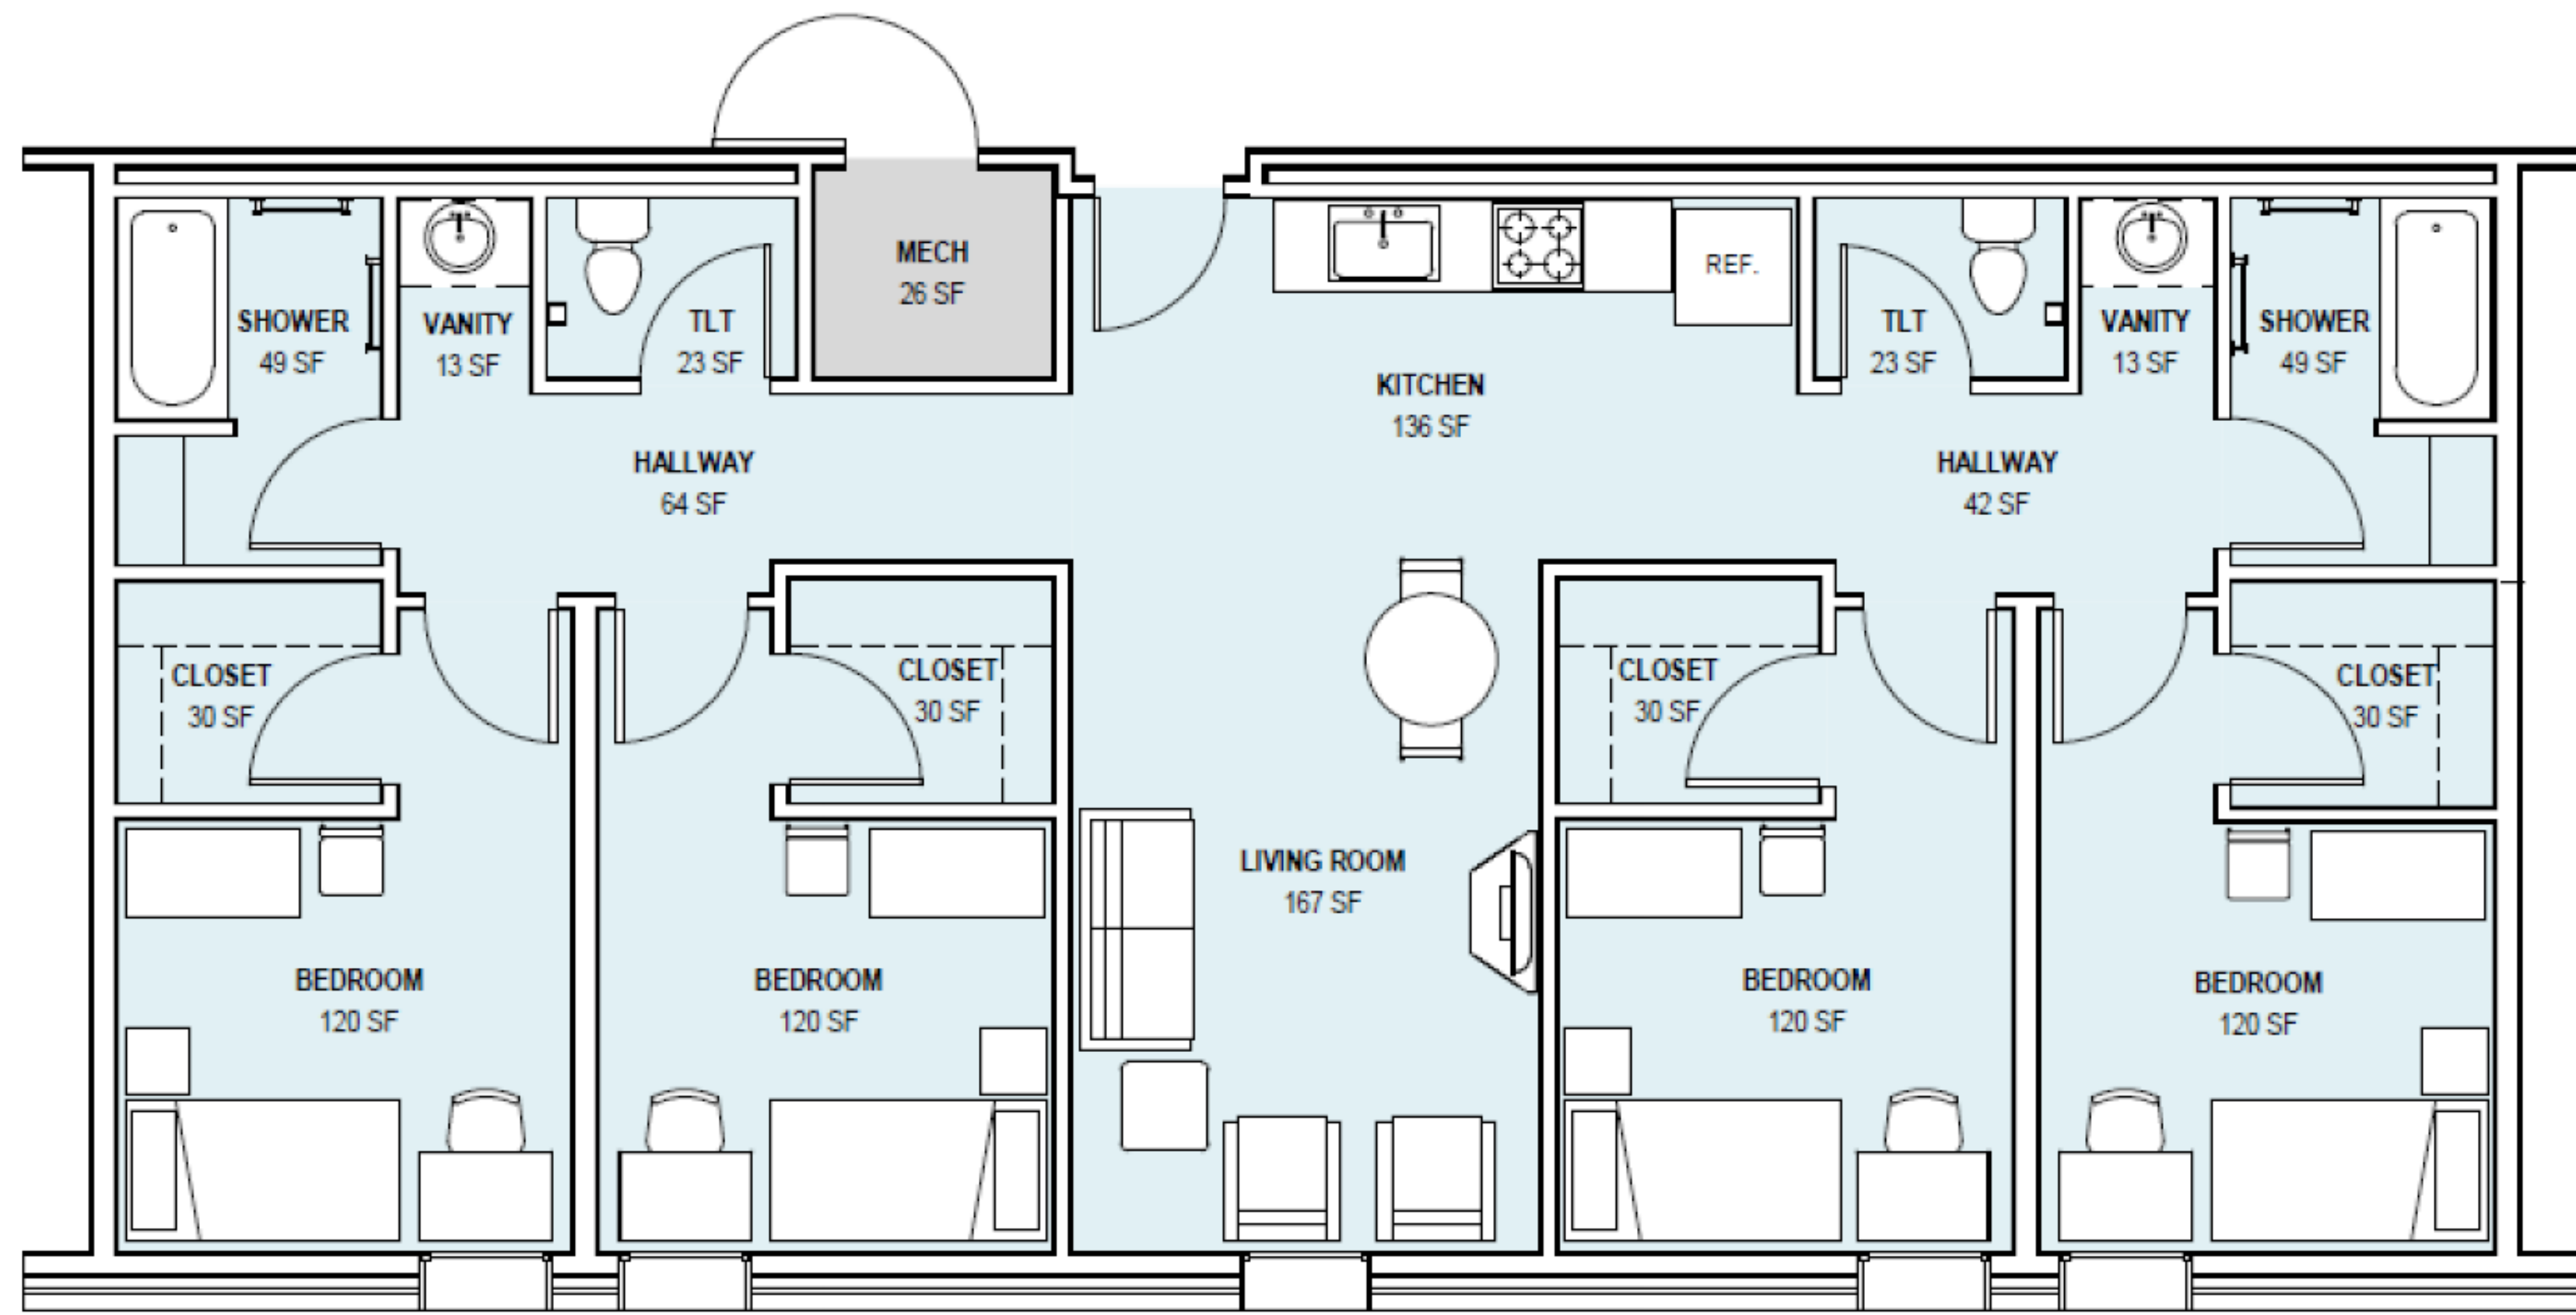 MECH
26 SF
REF.
SHOWER
49 SF
VANITY
13 SF
TLT
23 SF
TLT
23 SF
VANITY
13 SF
SHOWER
49 SF
KITCHEN
136 SF
HALLWAY
64 SF
HALLWAY
42 SF
CLOSET
30 SF
CLOSET
30 SF
CLOSET
30 SF
CLOSET
30 SF
LIVING ROOM
167 SF
BEDROOM
120 SF
BEDROOM
120 SF
BEDROOM
120 SF
BEDROOM
120 SF